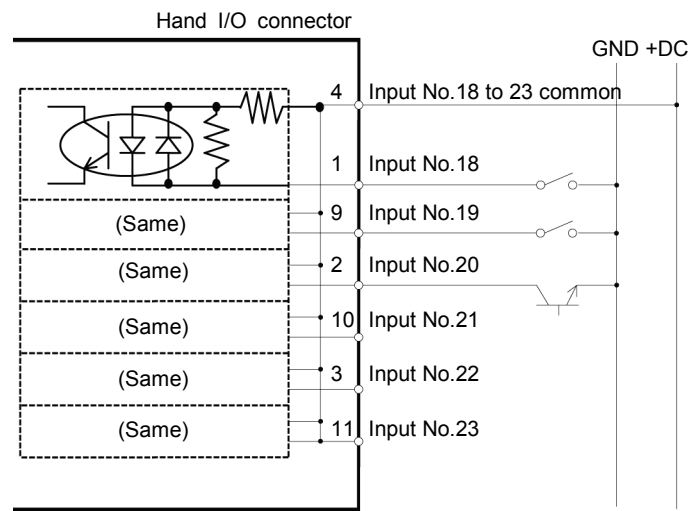 Hand I/O connector
GND +DC
4 Input No.18 to 23 common
1 Input No.18
(Same) 9 Input No.19
(Same) 2 Input No.20
(Same) 10 Input No.21
(Same) 3 Input No.22
(Same) 11 Input No.23